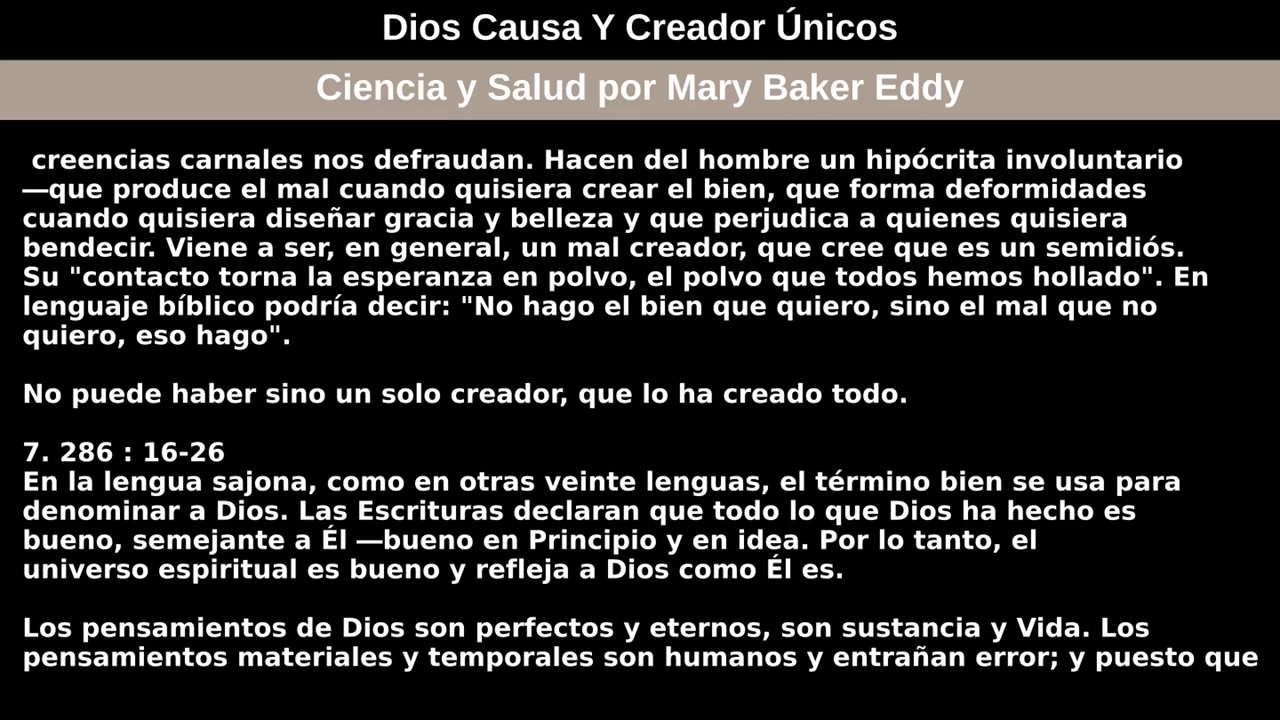 Dios Causa Y Creador Únicos
Ciencia y Salud por Mary Baker Eddy
creencias carnales nos defraudan. Hacen del hombre un hipócrita involuntario
—que produce el mal cuando quisiera crear el bien, que forma deformidades
cuando quisiera diseñar gracia y belleza y que perjudica a quienes quisiera
bendecir. Viene a ser, en general, un mal creador, que cree que es un semidiós.
Su "contacto torna la esperanza en polvo, el polvo que todos hemos hollado". En
lenguaje bíblico podría decir: "No hago el bien que quiero, sino el mal que no
quiero, eso hago".
No puede haber sino un solo creador, que lo ha creado todo.
7. 286 : 16-26
En la lengua sajona, como en otras veinte lenguas, el término bien se usa para
denominar a Dios. Las Escrituras declaran que todo lo que Dios ha hecho es
bueno, semejante a Él —bueno en Principio y en idea. Por lo tanto, el
universo espiritual es bueno y refleja a Dios como Él es.
Los pensamientos de Dios son perfectos y eternos, son sustancia y Vida. Los
pensamientos materiales y temporales son humanos y entrañan error; y puesto que